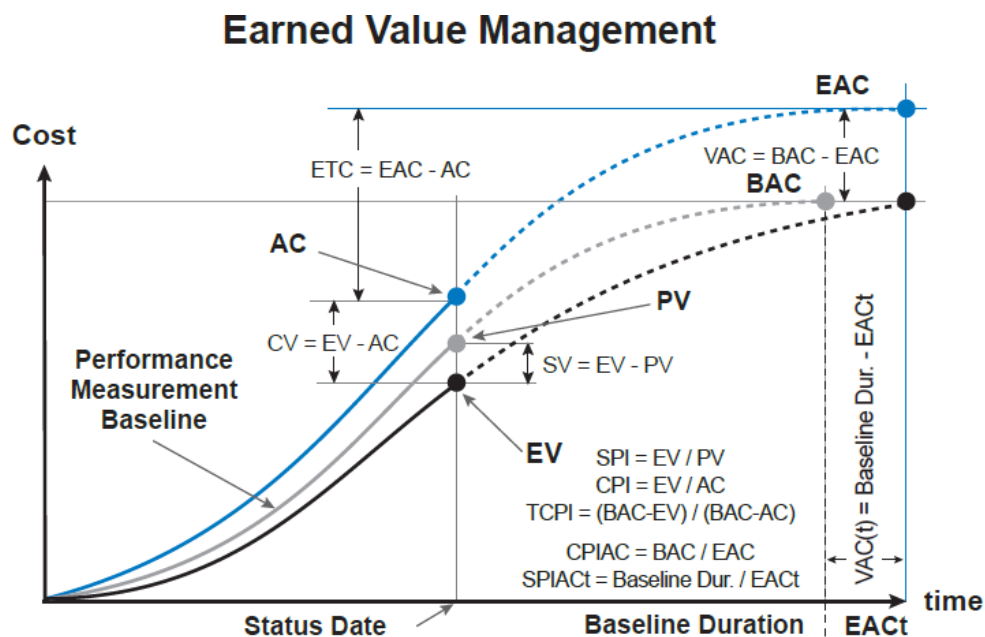 Earned Value Management
EAC
Cost
ETC = EAC - AC
VAC = BAC - EAC
BAC
AC
PV
CV = EV - AC
SV = EV - PV
Performance
Measurement
Baseline
EV
SPI = EV / PV
CPI = EV / AC
TCPI = (BAC-EV) / (BAC-AC)
CPIAC = BAC / EAC
SPIACt = Baseline Dur. / EACt
VAC(t) = Baseline Dur. - EACt
time
Status Date
Baseline Duration
EACt